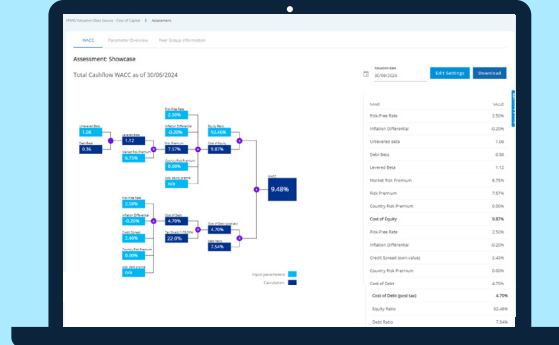 KPMG Valuation Data Source - Cost of Capital | Assessment
WACC Parameter Overview Peer Group Information
Assessment: Showcase
Total Cashflow WACC as of 30/06/2024
Valuation date
30/06/2024
Edit Settings
Download
Risk-Free Rate
2.50%
Inflation Differential
-0.20%
Unlevered Beta
1.08
Debt Beta
0.36
Levered Beta
1.12
Market Risk Premium
6.75%
Risk Premium
7.57%
Country Risk Premium
0.00%
n/a
Equity Ratio
92.46%
Cost of Equity
9.87%
WACC
9.48%
Risk-Free Rate
2.50%
Inflation Differential
-0.20%
Credit Spread
2.40%
Country Risk Premium
0.00%
n/a
Cost of Debt
4.70%
22.0%
4.70%
Debt Ratio
7.54%
Input parameters
Calculation
NAME VALUE
Risk-Free Rate 2.50%
Inflation Differential -0.20%
Unlevered Beta 1.08
Debt Beta 0.36
Levered Beta 1.12
Market Risk Premium 6.75%
Risk Premium 7.57%
Country Risk Premium 0.00%
Cost of Equity 9.87%
Risk-Free Rate 2.50%
Inflation Differential -0.20%
Credit Spread (own value) 2.40%
Country Risk Premium 0.00%
Cost of Debt 4.70%
Cost of Debt (post tax) 4.70%
Equity Ratio 92.46%
Debt Ratio 7.54%